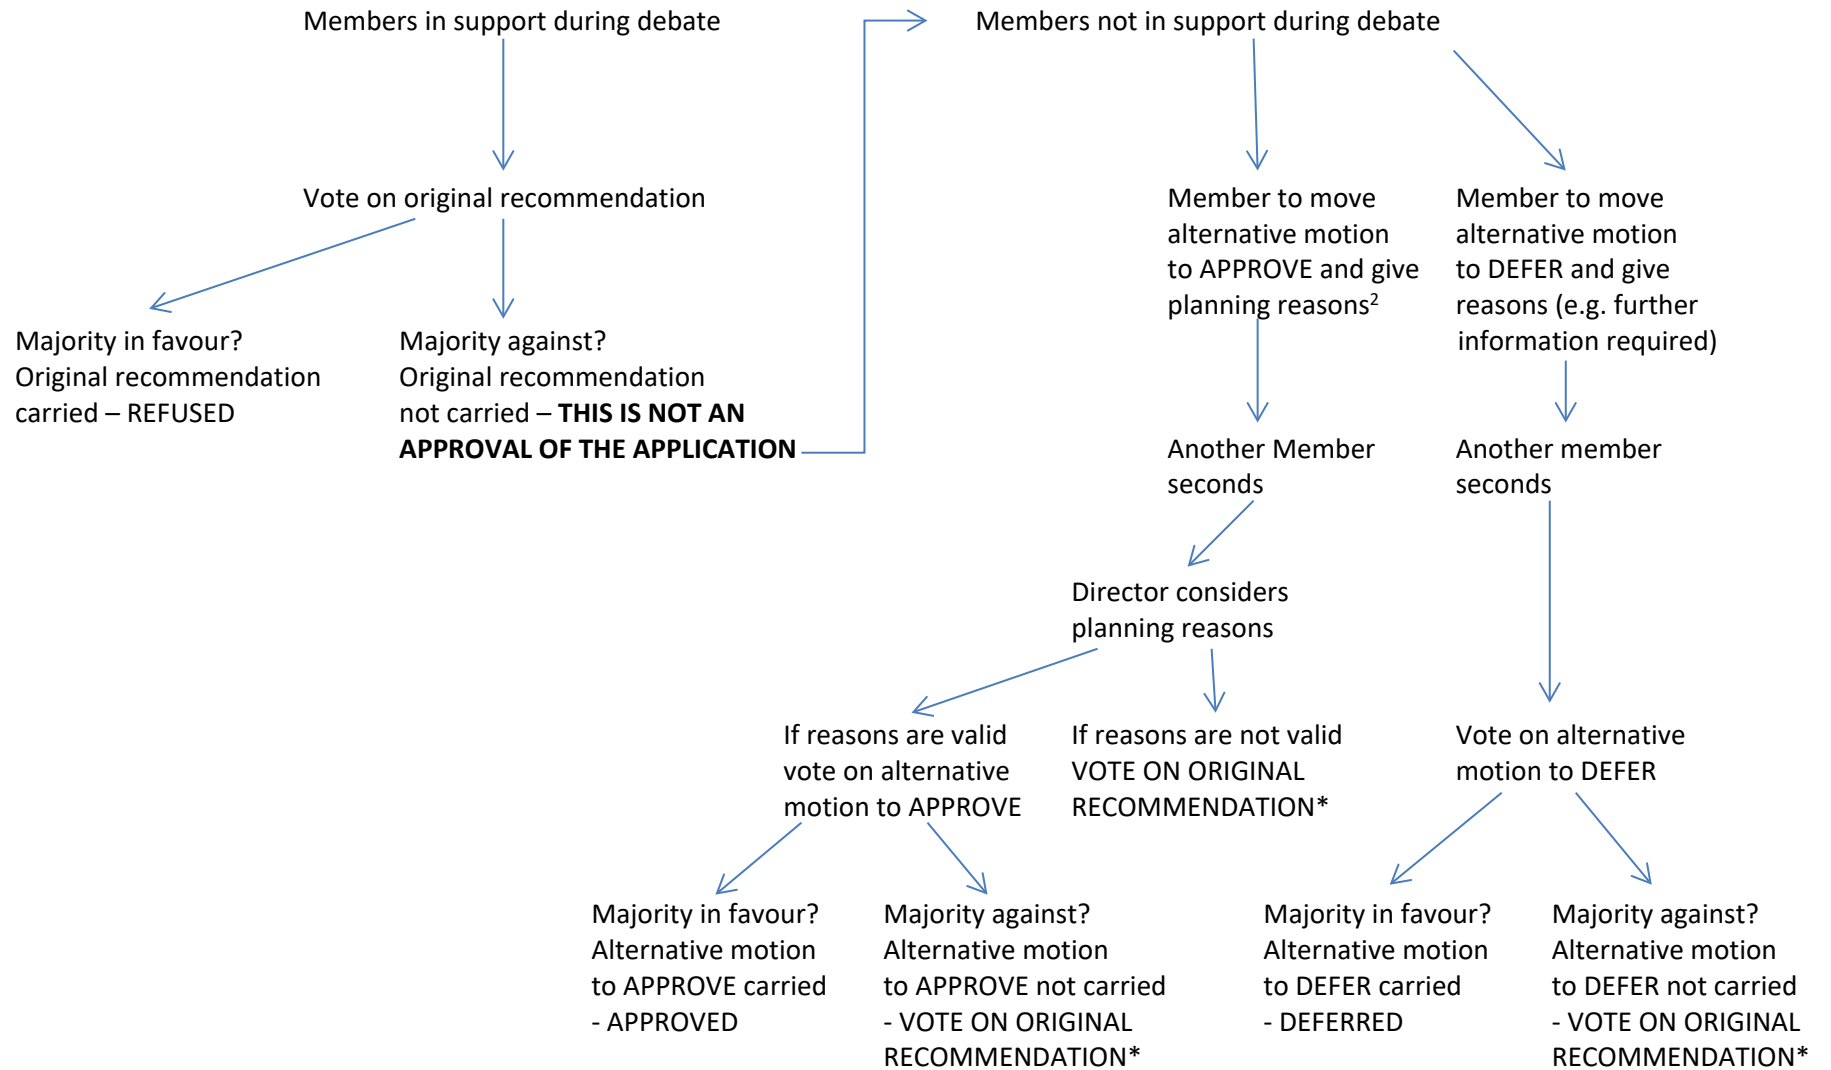 Members in support during debate
Members not in support during debate
Vote on original recommendation
Majority in favour?
Original recommendation
carried – REFUSED
Majority against?
Original recommendation
not carried – THIS IS NOT AN
APPROVAL OF THE APPLICATION
Member to move
alternative motion
to APPROVE and give
planning reasons²
Member to move
alternative motion
to DEFER and give
reasons (e.g. further
information required)
Another Member
seconds
Another member
seconds
Director considers
planning reasons
If reasons are valid
vote on alternative
motion to APPROVE
If reasons are not valid
VOTE ON ORIGINAL
RECOMMENDATION*
Vote on alternative
motion to DEFER
Majority in favour?
Alternative motion
to APPROVE carried
- APPROVED
Majority against?
Alternative motion
to APPROVE not carried
- VOTE ON ORIGINAL
RECOMMENDATION*
Majority in favour?
Alternative motion
to DEFER carried
- DEFERRED
Majority against?
Alternative motion
to DEFER not carried
- VOTE ON ORIGINAL
RECOMMENDATION*